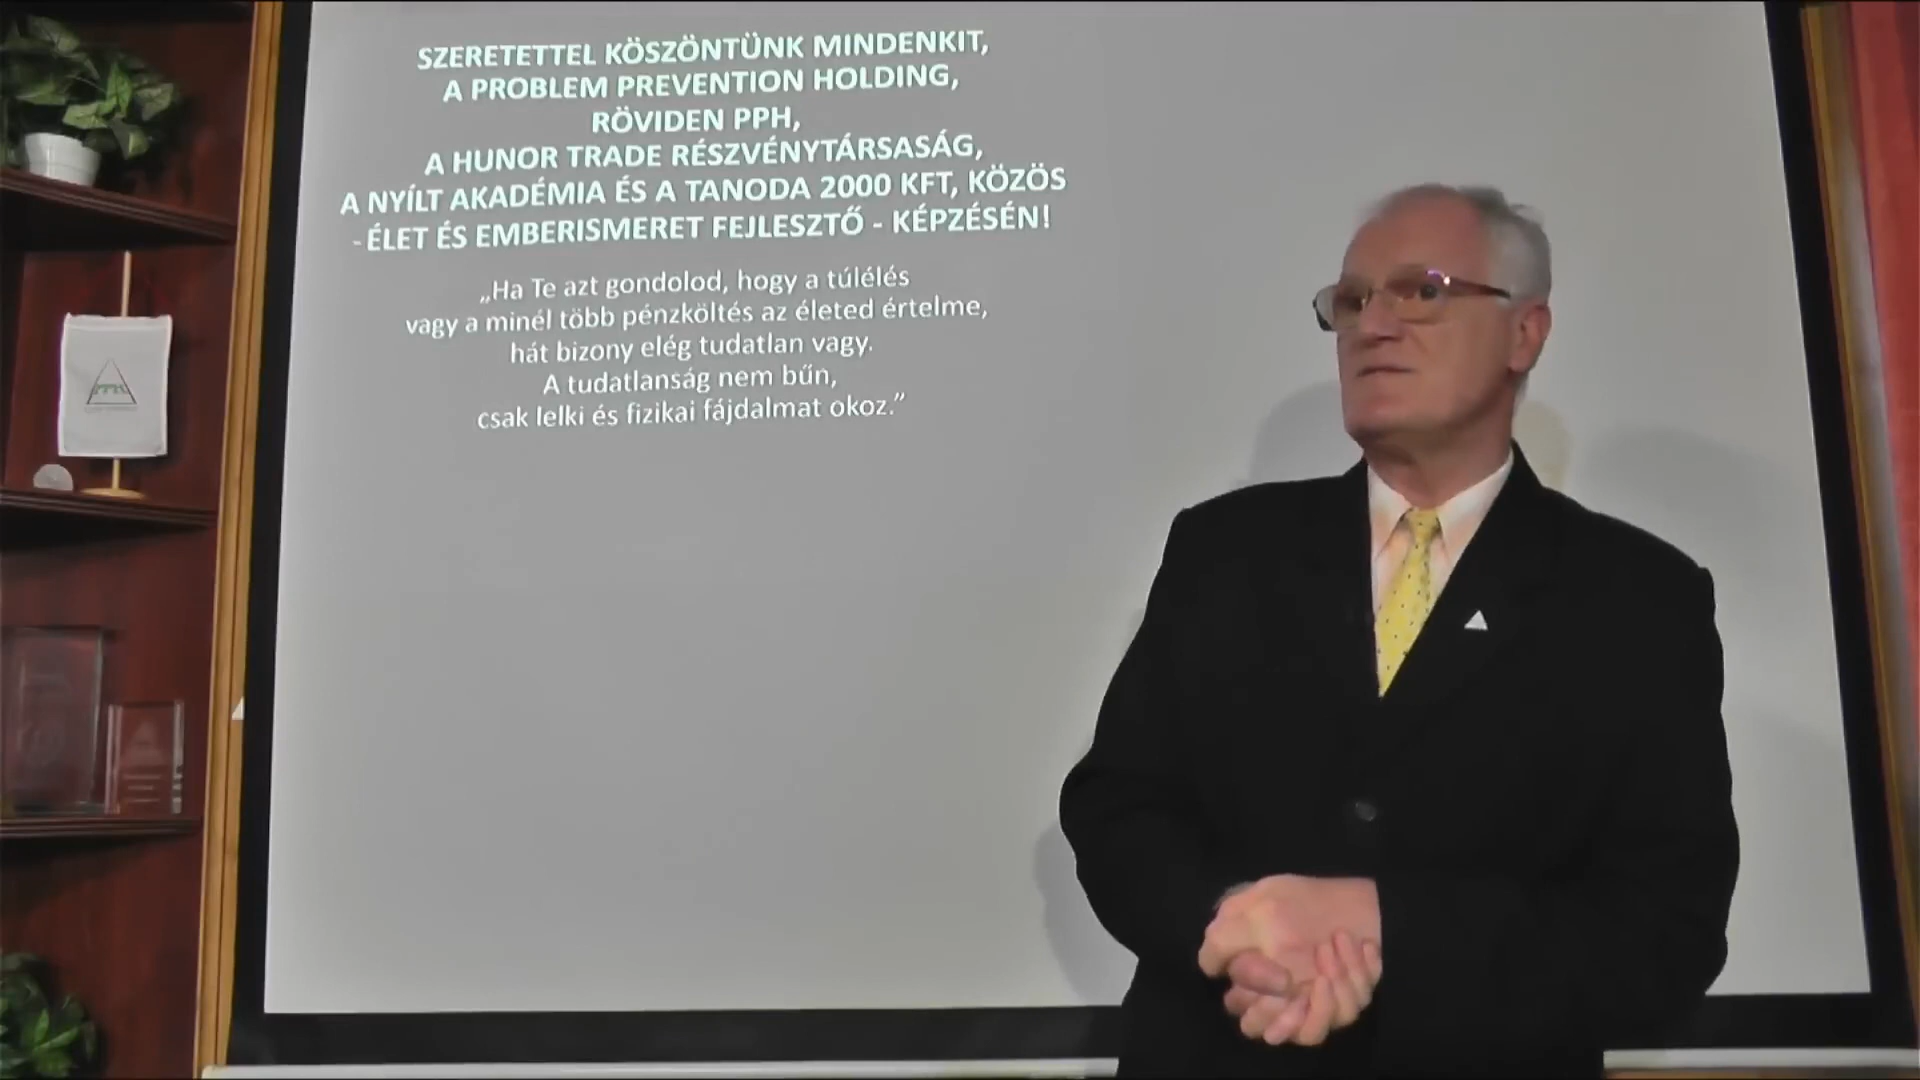 SZERETETTEL KÖSZÖNTÜNK MINDENKIT,
A PROBLEM PREVENTION HOLDING,
RÖVIDEN PPH,
A HUNOR TRADE RÉSZVÉNYTÁRSASÁG,
A NYÍLT AKADÉMIA ÉS A TANODA 2000 KFT, KÖZÖS
- ÉLET ÉS EMBERISMERET FEJLESZTŐ - KÉPZÉSÉN!
„Ha Te azt gondolod, hogy a túlélés
vagy a minél több pénzköltés az életed értelme,
hát bizony elég tudatlan vagy.
A tudatlanság nem bűn,
csak lelki és fizikai fájdalmat okoz.”